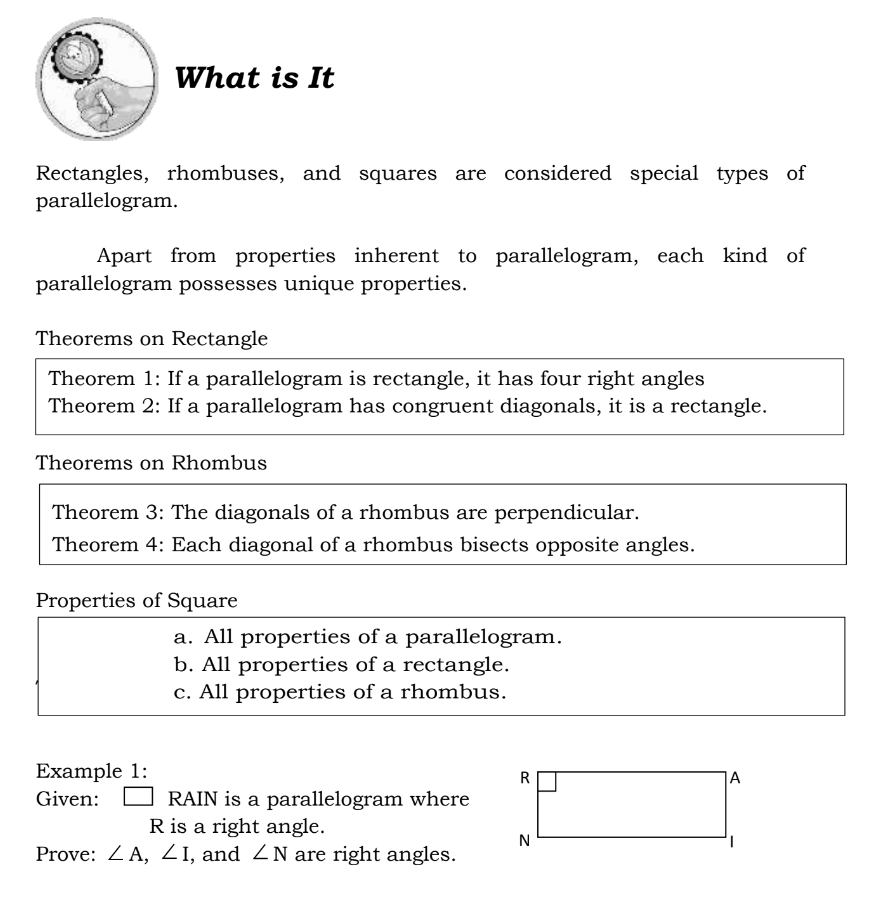 What is It
Rectangles, rhombuses, and squares are considered special types of
parallelogram.
Apart from properties inherent to parallelogram, each kind of
parallelogram possesses unique properties.
Theorems on Rectangle
Theorem 1: If a parallelogram is rectangle, it has four right angles
Theorem 2: If a parallelogram has congruent diagonals, it is a rectangle.
Theorems on Rhombus
Theorem 3: The diagonals of a rhombus are perpendicular.
Theorem 4: Each diagonal of a rhombus bisects opposite angles.
Properties of Square
a. All properties of a parallelogram.
b. All properties of a rectangle.
c. All properties of a rhombus.
Example 1:
Given: ▭ RAIN is a parallelogram where
R is a right angle.
Prove: ∠A, ∠I, and ∠N are right angles.
R A
N I